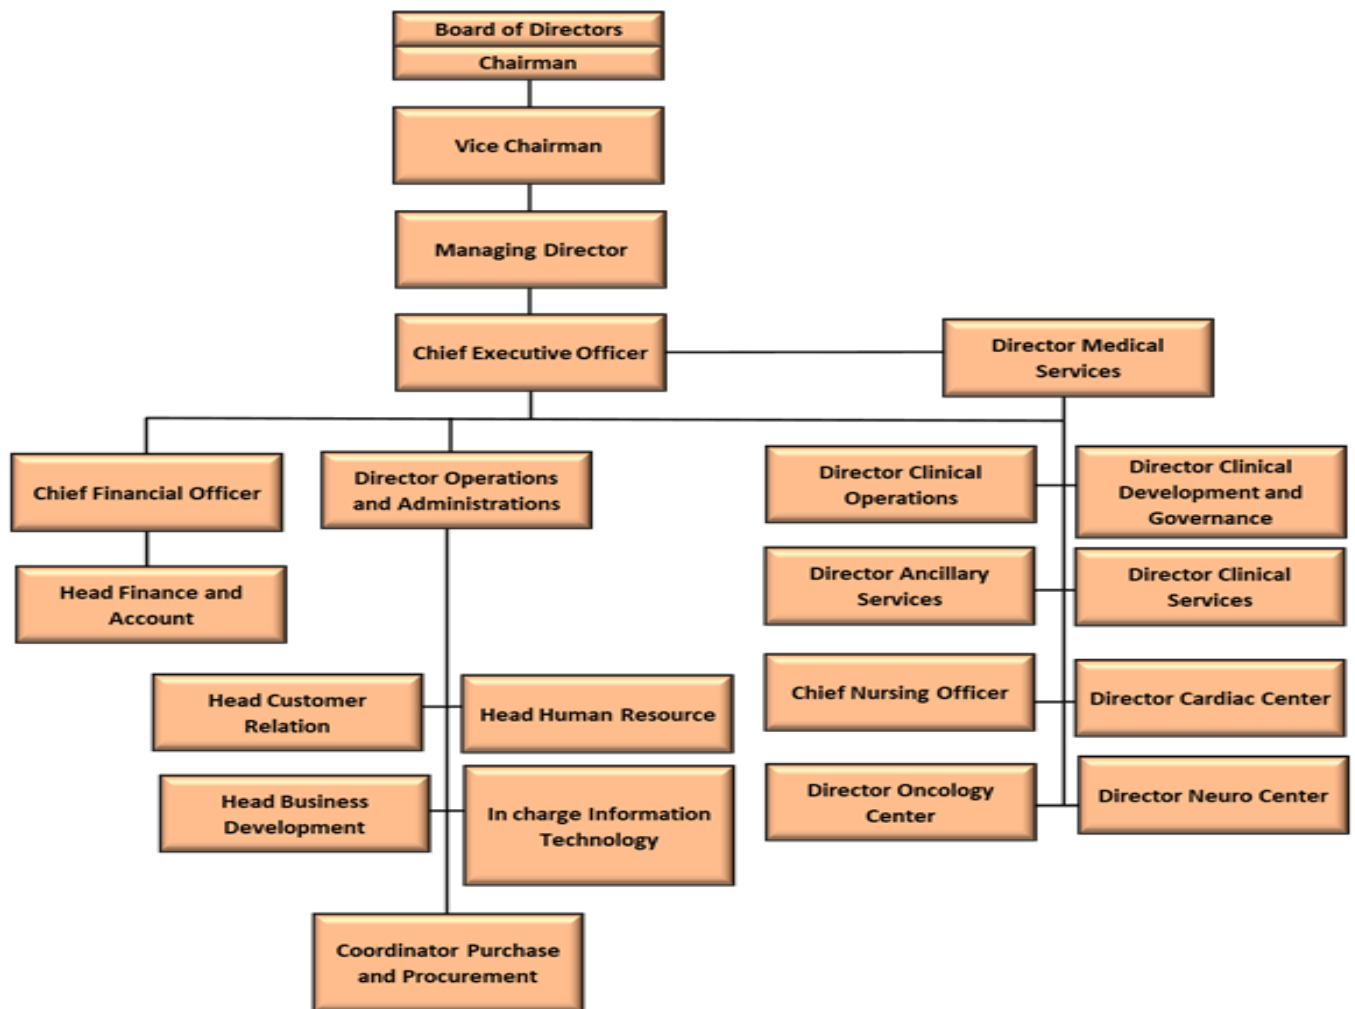 Board of Directors
Chairman
Vice Chairman
Managing Director
Chief Executive Officer
Director Medical
Services
Chief Financial Officer
Director Operations
and Administrations
Director Clinical
Operations
Director Clinical
Development and
Governance
Head Finance and
Account
Director Ancillary
Services
Director Clinical
Services
Head Customer
Relation
Head Human Resource
Chief Nursing Officer
Director Cardiac Center
Head Business
Development
In charge Information
Technology
Director Oncology
Center
Director Neuro Center
Coordinator Purchase
and Procurement